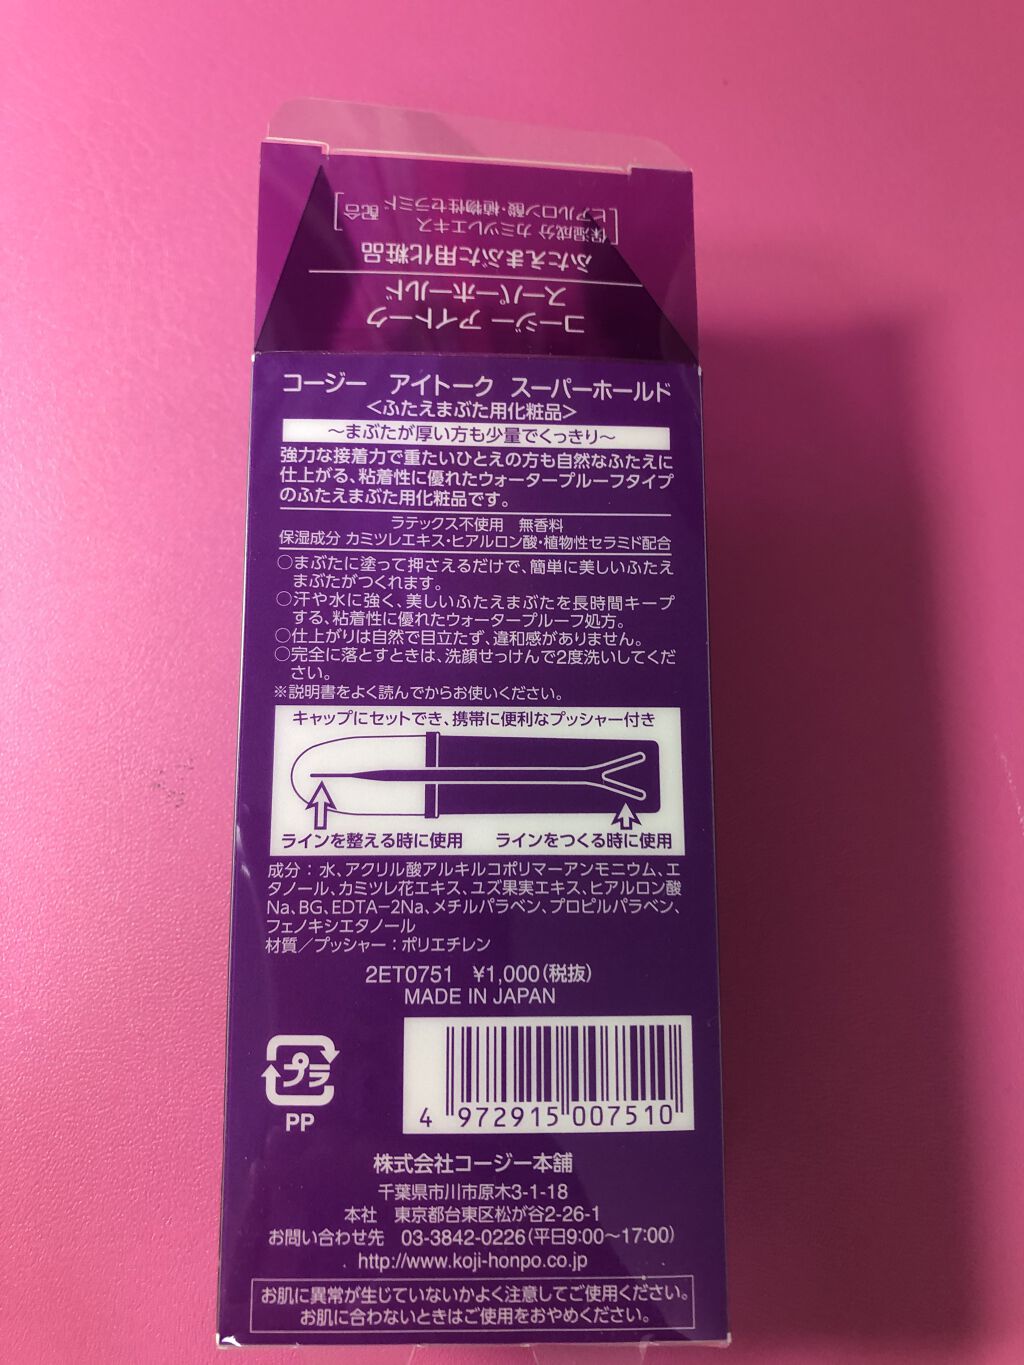 保湿成分 カミツレエキス
ヒアルロン酸・植物性セラミド
配合
ふたえまぶた用化粧品
スーパーホールド
コージー アイトーク
コージー アイトーク スーパーホールド
<ふたえまぶた用化粧品>
～まぶたが厚い方も少量でくっきり～
強力な接着力で重たいひとえの方も自然なふたえに
仕上がる、粘着性に優れたウォータープルーフタイプ
のふたえまぶた用化粧品です。
ラテックス不使用 無香料
保湿成分 カミツレエキス・ヒアルロン酸・植物性セラミド配合
○まぶたに塗って押さえるだけで、簡単に美しいふたえ
まぶたがつくれます。
○汗や水に強く、美しいふたえまぶたを長時間キープ
する、粘着性に優れたウォータープルーフ処方。
○仕上がりは自然で目立たず、違和感がありません。
○完全に落とすときは、洗顔せっけんで2度洗いしてくだ
さい。
※説明書をよく読んでからお使いください。
キャップにセットでき、携帯に便利なプッシャー付き
ラインを整える時に使用 ラインをつくる時に使用
成分：水、アクリル酸アルキルコポリマーアンモニウム、エ
タノール、カミツレ花エキス、ユズ果実エキス、ヒアルロン酸
Na、BG、EDTA−2Na、メチルパラベン、プロピルパラベン、
フェノキシエタノール
材質／プッシャー：ポリエチレン
2ET0751 ¥1,000（税抜）
MADE IN JAPAN
プラ
PP
4 972915 007510
株式会社コージー本舗
千葉県市川市原木3-1-18
本社 東京都台東区松が谷2-26-1
お問い合わせ先 03-3842-0226（平日9:00～17:00）
http://www.koji-honpo.co.jp
お肌に異常が生じていないかよく注意してご使用ください。
お肌に合わないときはご使用をおやめください。